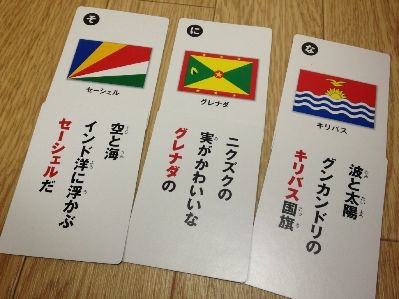 そ
セーシェル
空と海
インド洋に浮かぶ
セーシェルだ
に
グレナダ
ニクズクの
実がかわいいな
グレナダの
な
キリバス
波と太陽
グンカンドリの
キリバス国旗